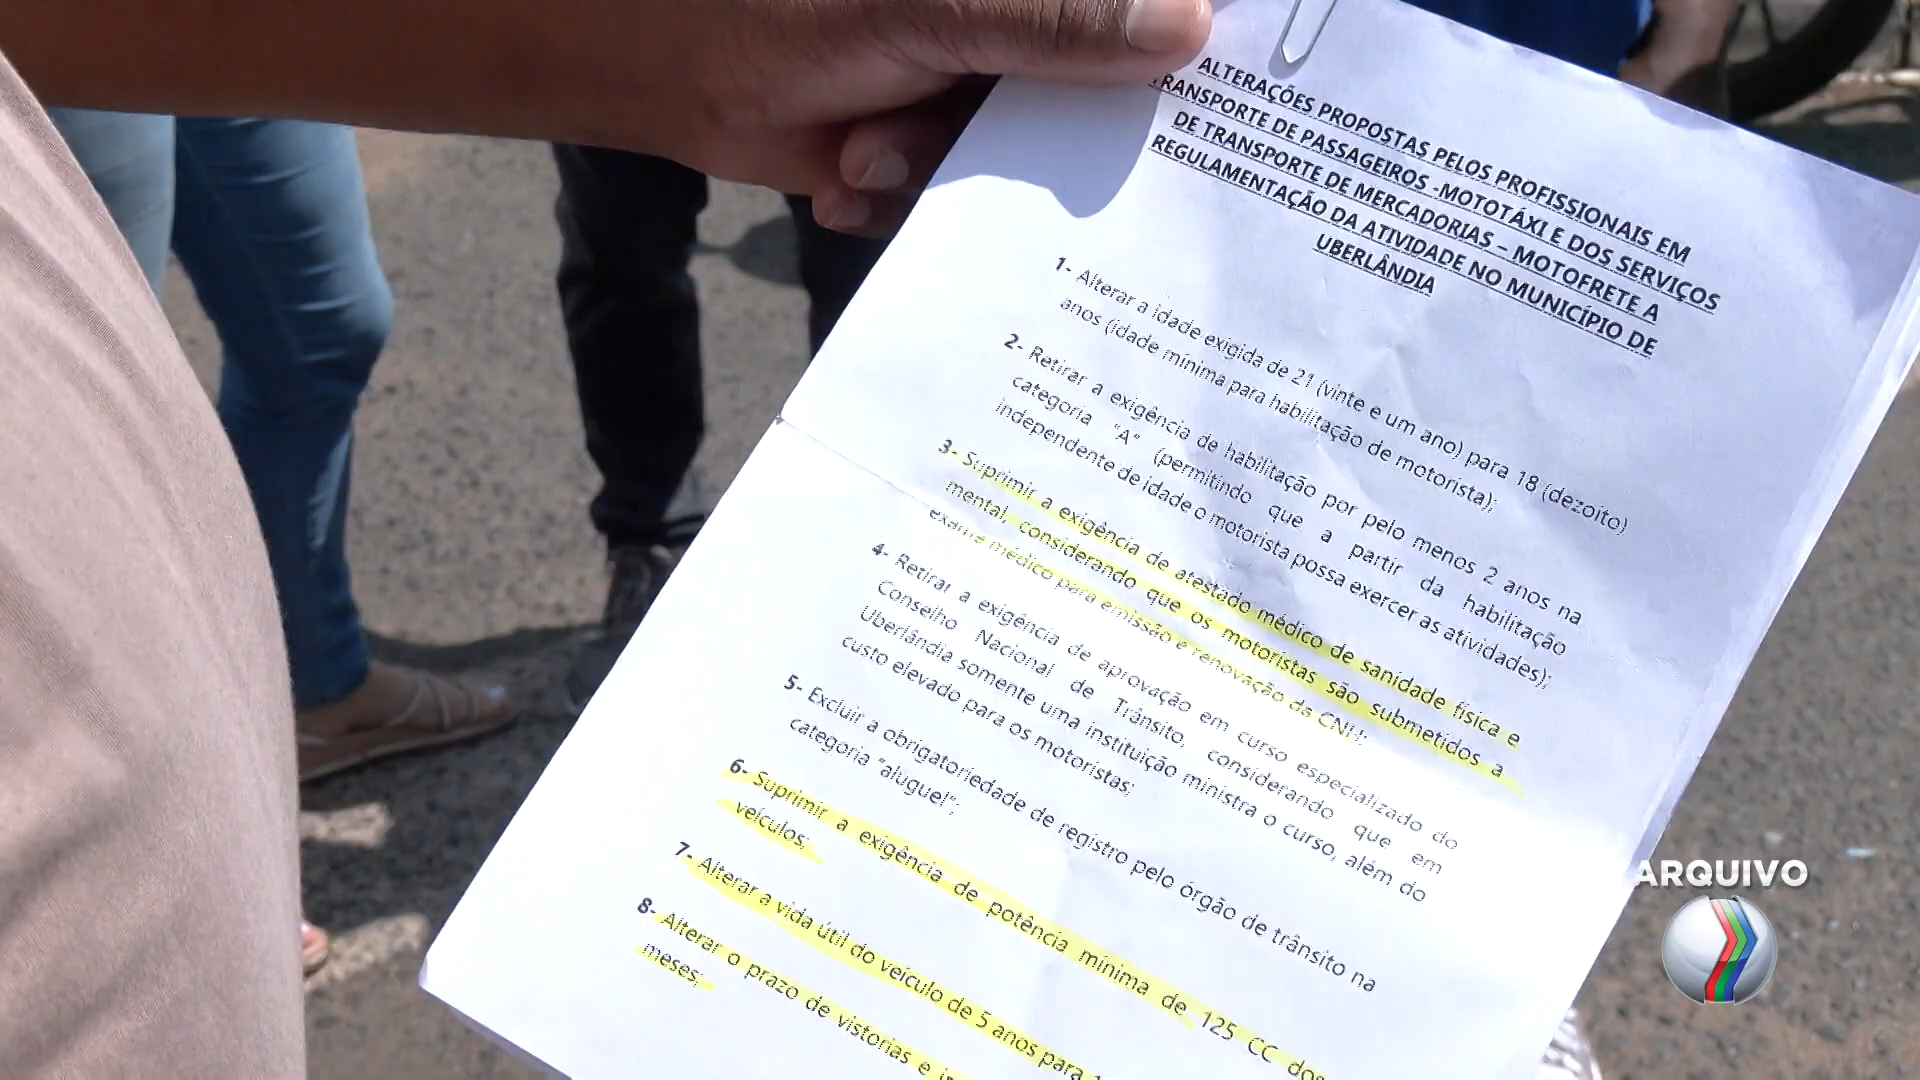 ALTERAÇÕES PROPOSTAS PELOS PROFISSIONAIS EM
TRANSPORTE DE PASSAGEIROS -MOTOTÁXI E DOS SERVIÇOS
DE TRANSPORTE DE MERCADORIAS – MOTOFRETE A
REGULAMENTAÇÃO DA ATIVIDADE NO MUNICÍPIO DE
UBERLÂNDIA
1- Alterar a idade exigida de 21 (vinte e um ano) para 18 (dezoito)
anos (idade mínima para habilitação de motorista);
2- Retirar a exigência de habilitação por pelo menos 2 anos na
categoria "A" (permitindo que a partir da habilitação
independente de idade o motorista possa exercer as atividades);
3- Suprimir a exigência de atestado médico de sanidade física e
mental, considerando que os motoristas são submetidos a
exame médico para emissão e renovação da CNH;
4- Retirar a exigência de aprovação em curso especializado do
Conselho Nacional de Trânsito, considerando que em
Uberlândia somente uma instituição ministra o curso, além do
custo elevado para os motoristas;
5- Excluir a obrigatoriedade de registro pelo órgão de trânsito na
categoria "aluguel";
6- Suprimir a exigência de potência mínima de 125 CC dos
veículos;
7- Alterar a vida útil do veículo de 5 anos para
8- Alterar o prazo de vistorias e
meses;
ARQUIVO